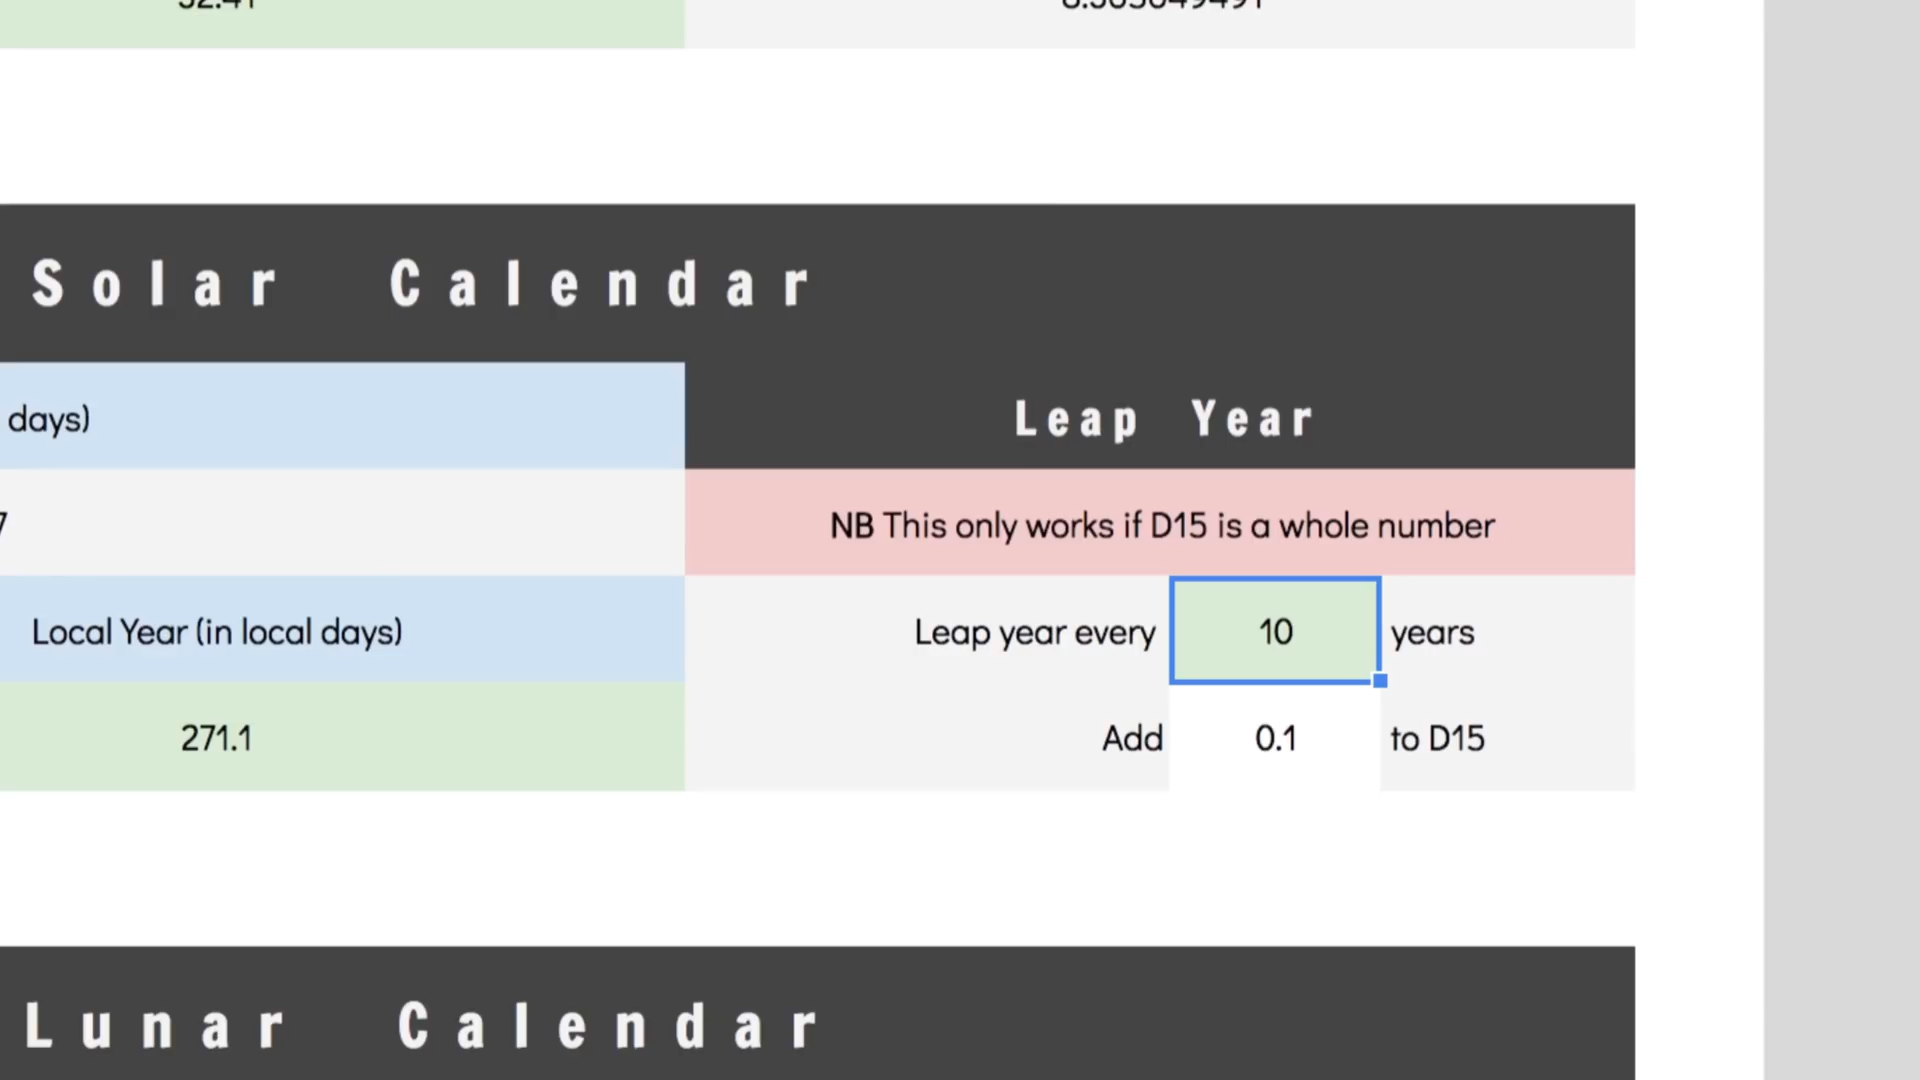 Solar Calendar
days)
Leap Year
7
NB This only works if D15 is a whole number
Local Year (in local days)
Leap year every 10 years
271.1
Add 0.1 to D15
Lunar Calendar